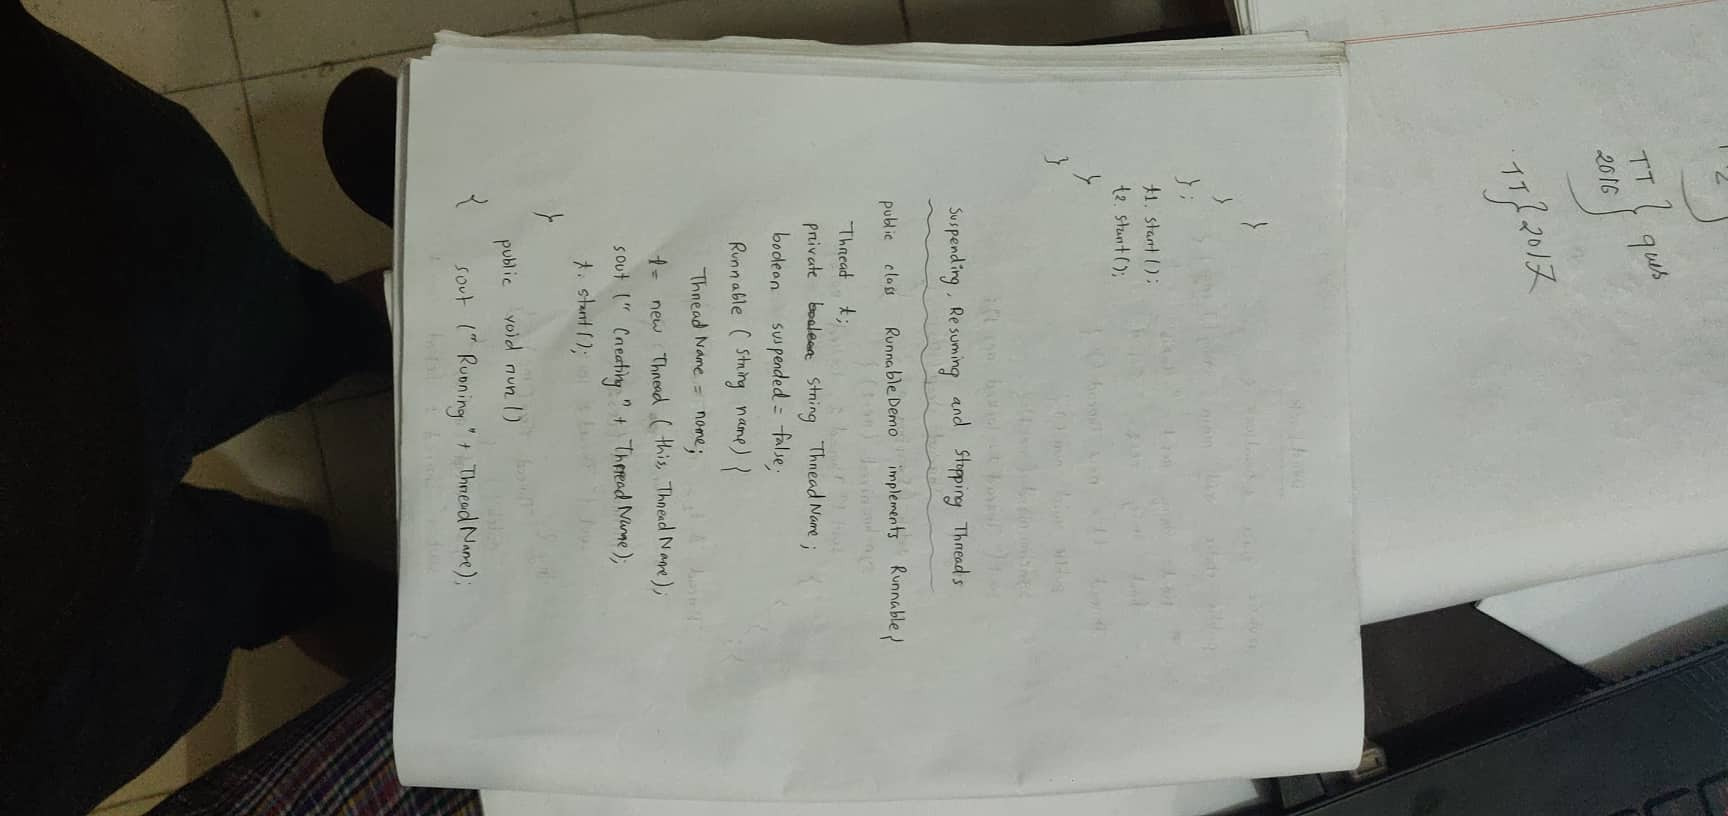 }
}
};
t1. start();
t2. start();
}
}
Suspending, Resuming and Stopping Threads
public class RunnableDemo implements Runnable{
Thread t;
private boolean string ThreadName;
boolean suspended = false;
Runnable ( string name) {
ThreadName = name;
t = new Thread ( this, ThreadName);
sout (" Creating" + ThreadName);
t. start();
}
public void run()
{ sout (" Running" + ThreadName);
2
TT } que
2016
TT } 2017